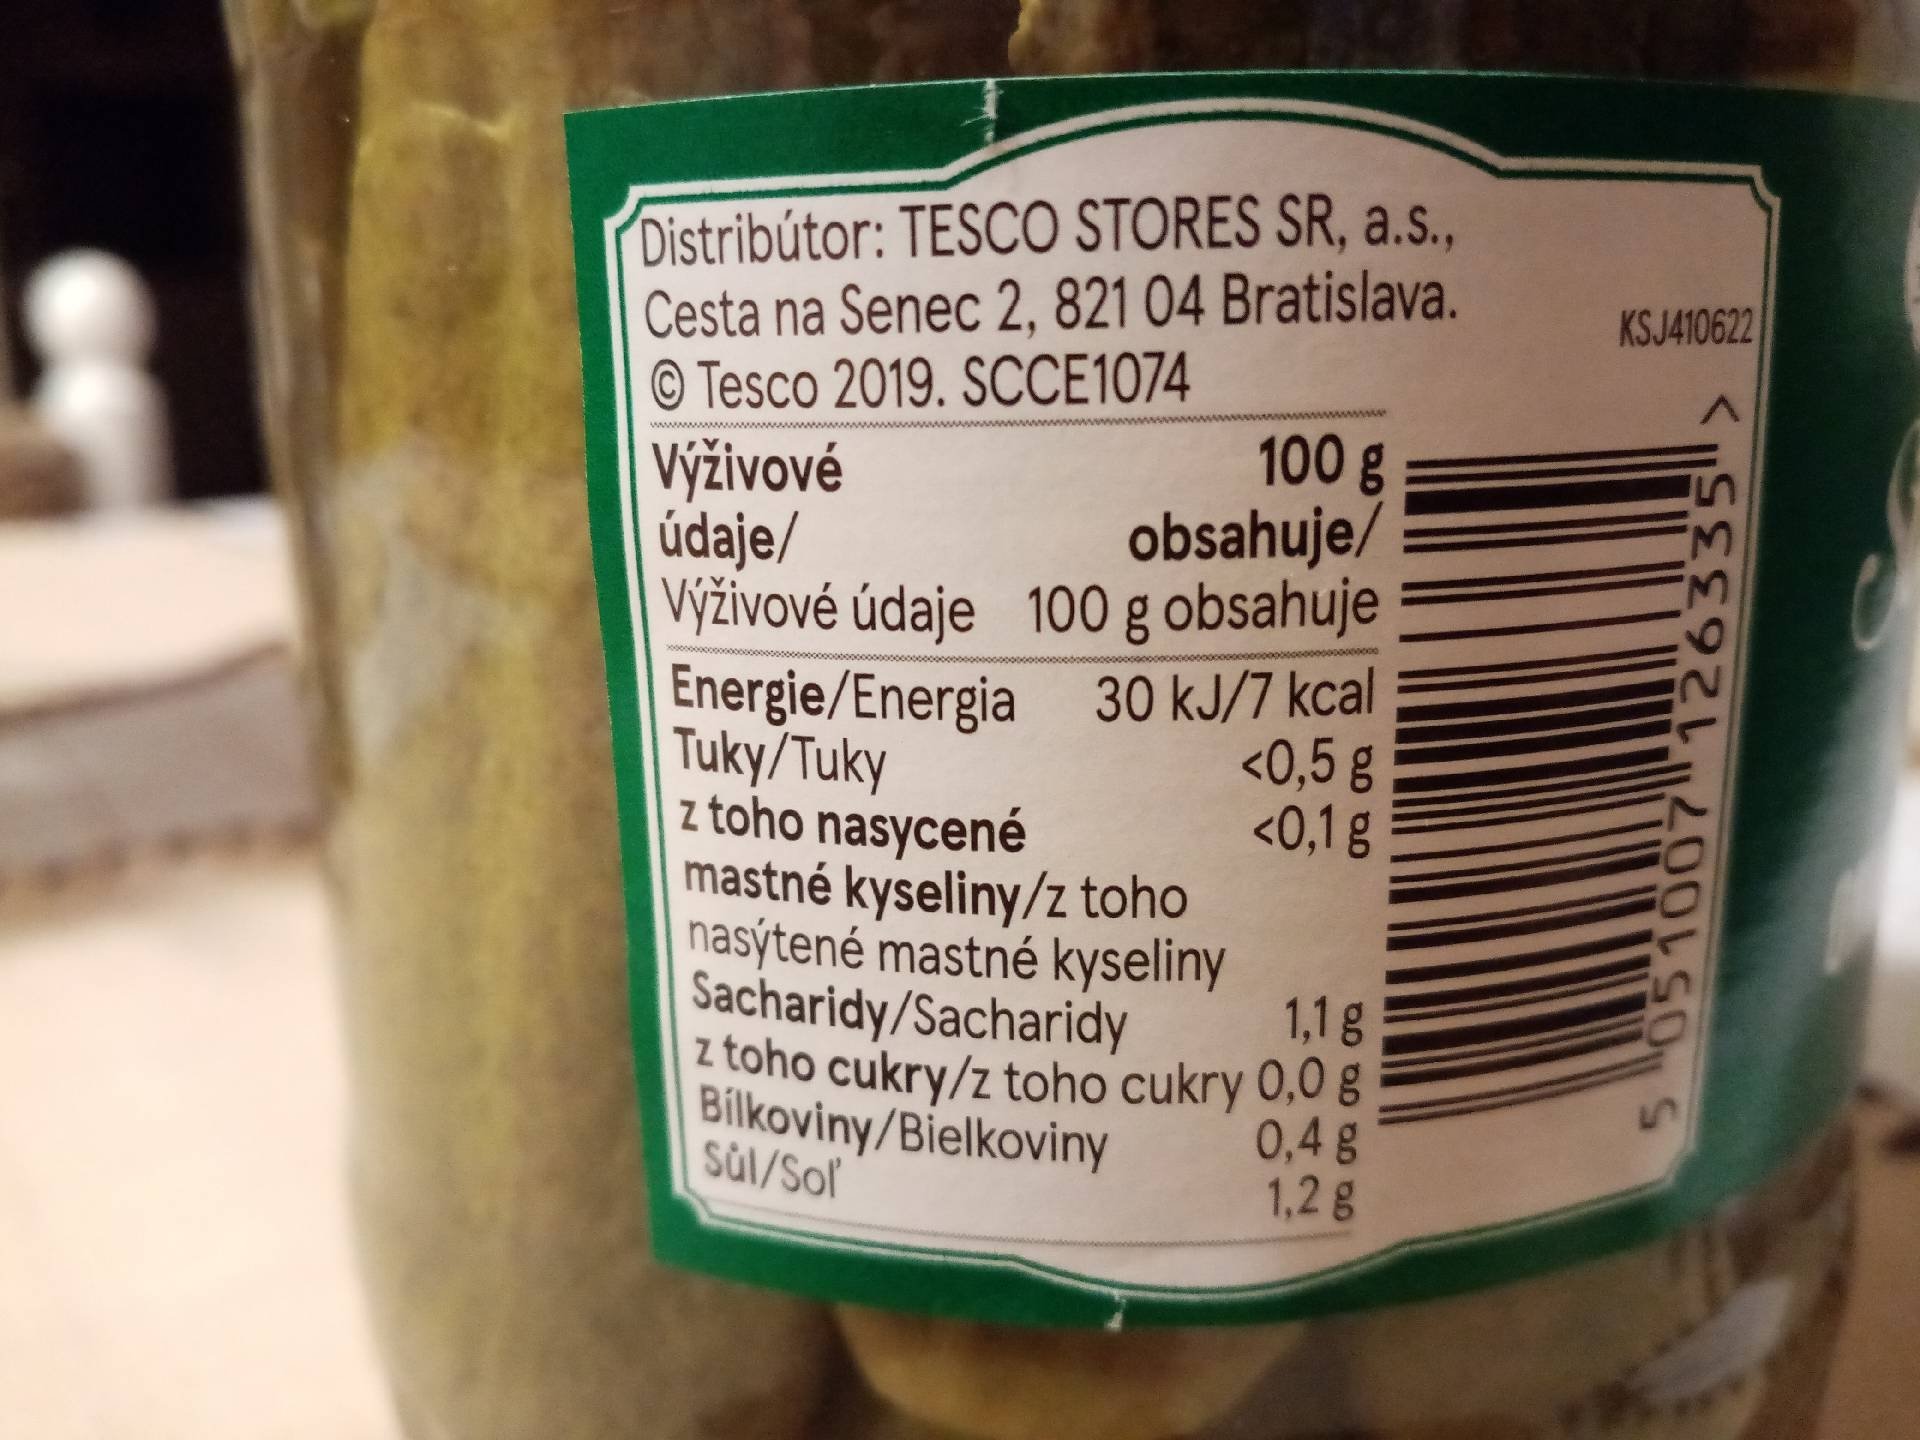 Distribútor: TESCO STORES SR, a.s.,
Cesta na Senec 2, 821 04 Bratislava.
© Tesco 2019. SCCE1074
KSJ410622
Výživové 100 g
údaje/ obsahuje/
Výživové údaje 100 g obsahuje
Energie/Energia 30 kJ/7 kcal
Tuky/Tuky <0,5 g
z toho nasycené <0,1 g
mastné kyseliny/z toho
nasýtené mastné kyseliny
Sacharidy/Sacharidy 1,1 g
z toho cukry/z toho cukry 0,0 g
Bílkoviny/Bielkoviny 0,4 g
Sůl/Soľ 1,2 g
5 051007 126335 >